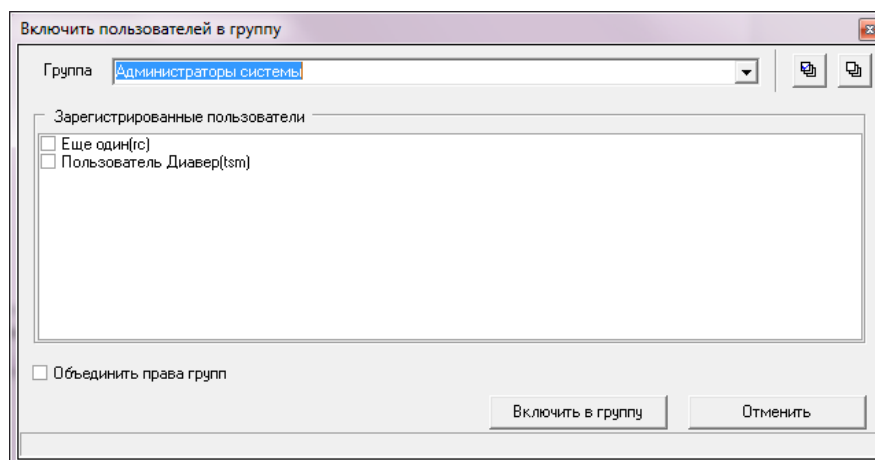 Включить пользователей в группу
Группа Администраторы системы
Зарегистрированные пользователи
Еще один(rc)
Пользователь Диавер(tsm)
Объединить права групп
Включить в группу Отменить